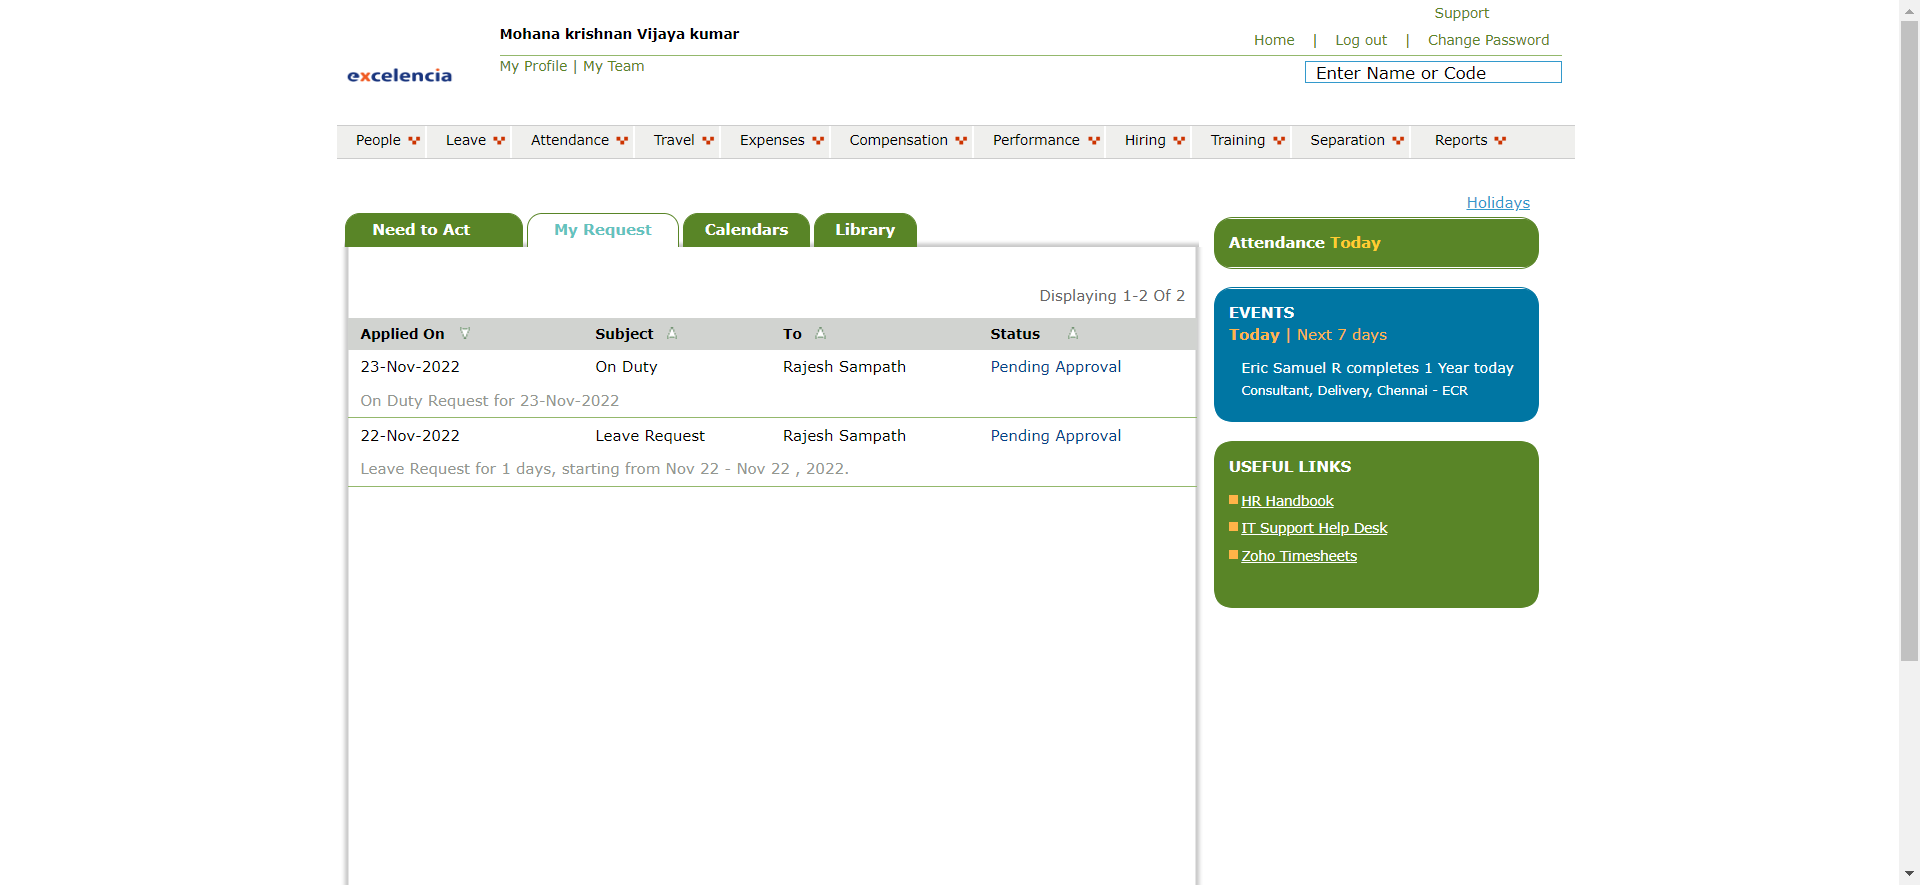 Support
Mohana krishnan Vijaya kumar
Home | Log out | Change Password
My Profile | My Team
Enter Name or Code
excelencia
People Leave Attendance Travel Expenses Compensation Performance Hiring Training Separation Reports
Holidays
Need to Act My Request Calendars Library
Displaying 1-2 Of 2
Applied On Subject To Status
23-Nov-2022 On Duty Rajesh Sampath Pending Approval
On Duty Request for 23-Nov-2022
22-Nov-2022 Leave Request Rajesh Sampath Pending Approval
Leave Request for 1 days, starting from Nov 22 - Nov 22 , 2022.
Attendance Today
EVENTS
Today | Next 7 days
Eric Samuel R completes 1 Year today
Consultant, Delivery, Chennai - ECR
USEFUL LINKS
HR Handbook
IT Support Help Desk
Zoho Timesheets